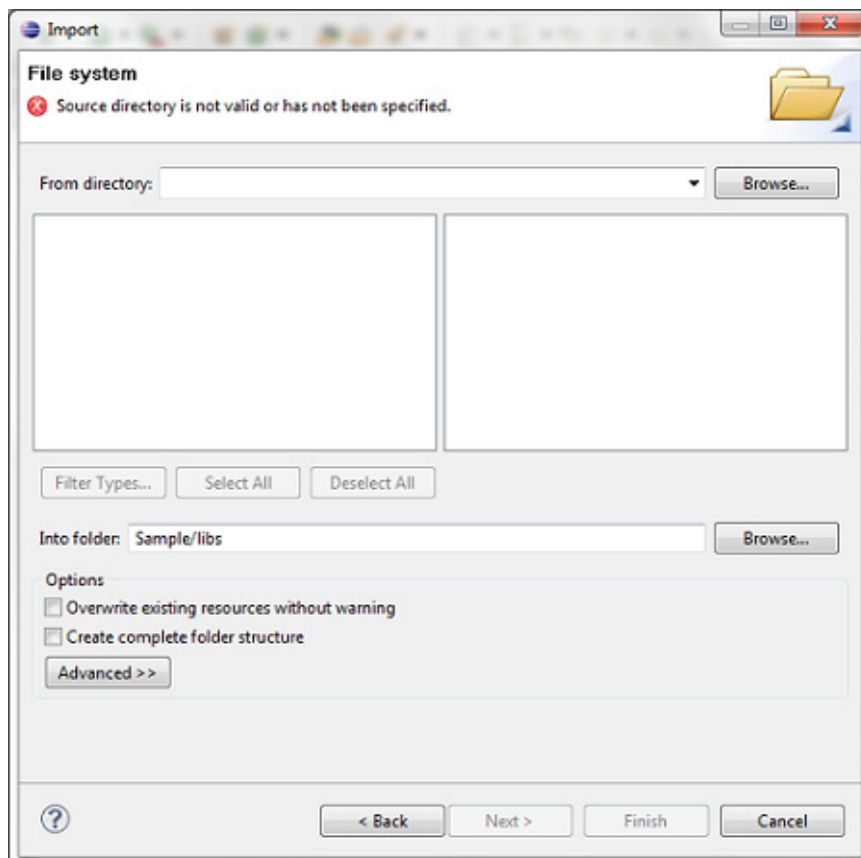 Import
File system
Source directory is not valid or has not been specified.
From directory: Browse...
Filter Types... Select All Deselect All
Into folder: Sample/libs Browse...
Options
Overwrite existing resources without warning
Create complete folder structure
Advanced >>
? < Back Next > Finish Cancel